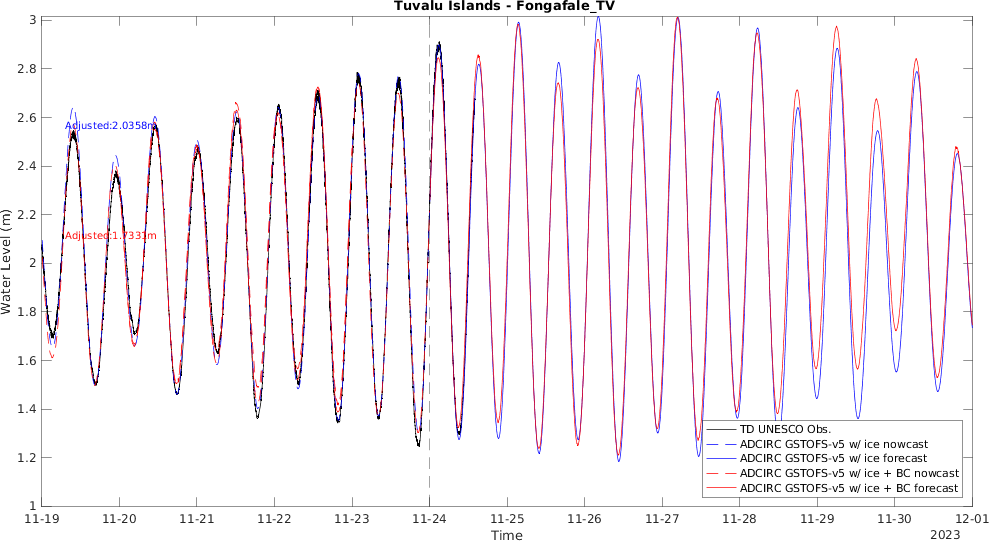 Tuvalu Islands - Fongafale_TV
3
2.8
2.6
2.4
2.2
2
1.8
1.6
1.4
1.2
1
Water Level (m)
Adjusted:2.0358m
Adjusted:1.7331m
TD UNESCO Obs.
ADCIRC GSTOFS-v5 w/ ice nowcast
ADCIRC GSTOFS-v5 w/ ice forecast
ADCIRC GSTOFS-v5 w/ ice + BC nowcast
ADCIRC GSTOFS-v5 w/ ice + BC forecast
11-19 11-20 11-21 11-22 11-23 11-24 11-25 11-26 11-27 11-28 11-29 11-30 12-01
Time
2023